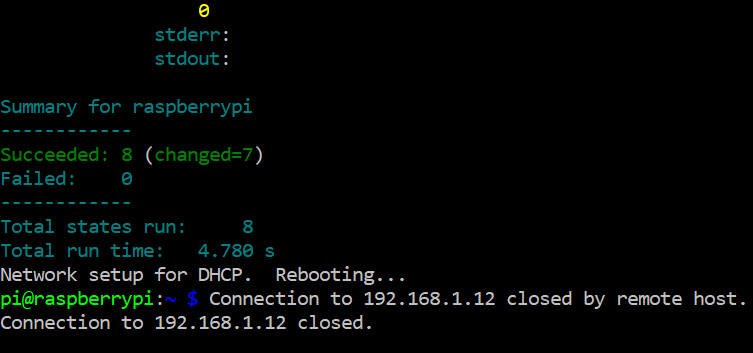 0
stderr:
stdout:
Summary for raspberrypi
------------
Succeeded: 8 (changed=7)
Failed:    0
------------
Total states run:     8
Total run time:   4.780 s
Network setup for DHCP.  Rebooting...
pi@raspberrypi:~ $ Connection to 192.168.1.12 closed by remote host.
Connection to 192.168.1.12 closed.